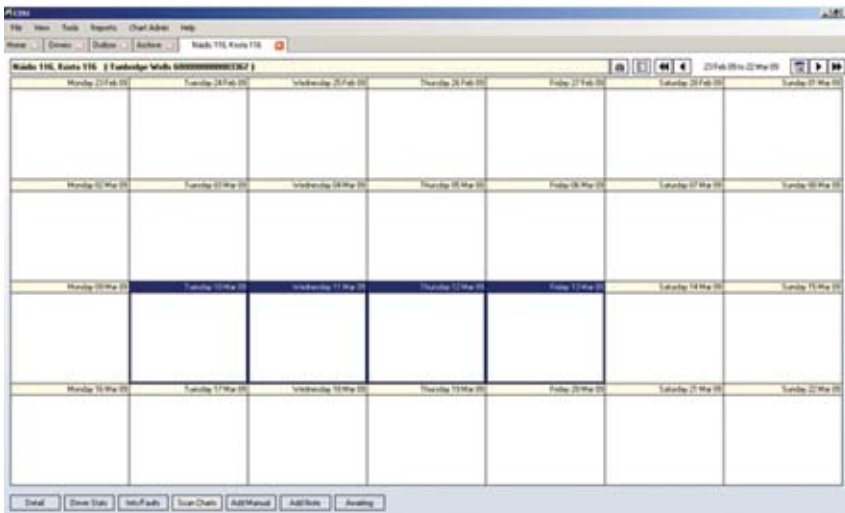 File View Tools Reports Chart Admin Help
Home Drivers Outbox Archive Naidis 116, Knota 116
Naidis 116, Knota 116 ( Tunbridge Wells ) 23 Feb 09 to 22 Mar 09
Monday 23 Feb 09 Tuesday 24 Feb 09 Wednesday 25 Feb 09 Thursday 26 Feb 09 Friday 27 Feb 09 Saturday 28 Feb 09 Sunday 01 Mar 09
Monday 02 Mar 09 Tuesday 03 Mar 09 Wednesday 04 Mar 09 Thursday 05 Mar 09 Friday 06 Mar 09 Saturday 07 Mar 09 Sunday 08 Mar 09
Monday 09 Mar 09 Tuesday 10 Mar 09 Wednesday 11 Mar 09 Thursday 12 Mar 09 Friday 13 Mar 09 Saturday 14 Mar 09 Sunday 15 Mar 09
Monday 16 Mar 09 Tuesday 17 Mar 09 Wednesday 18 Mar 09 Thursday 19 Mar 09 Friday 20 Mar 09 Saturday 21 Mar 09 Sunday 22 Mar 09
Detail Driver Stats Info/Faults Scan Charts Add Manual Add Note Awaiting